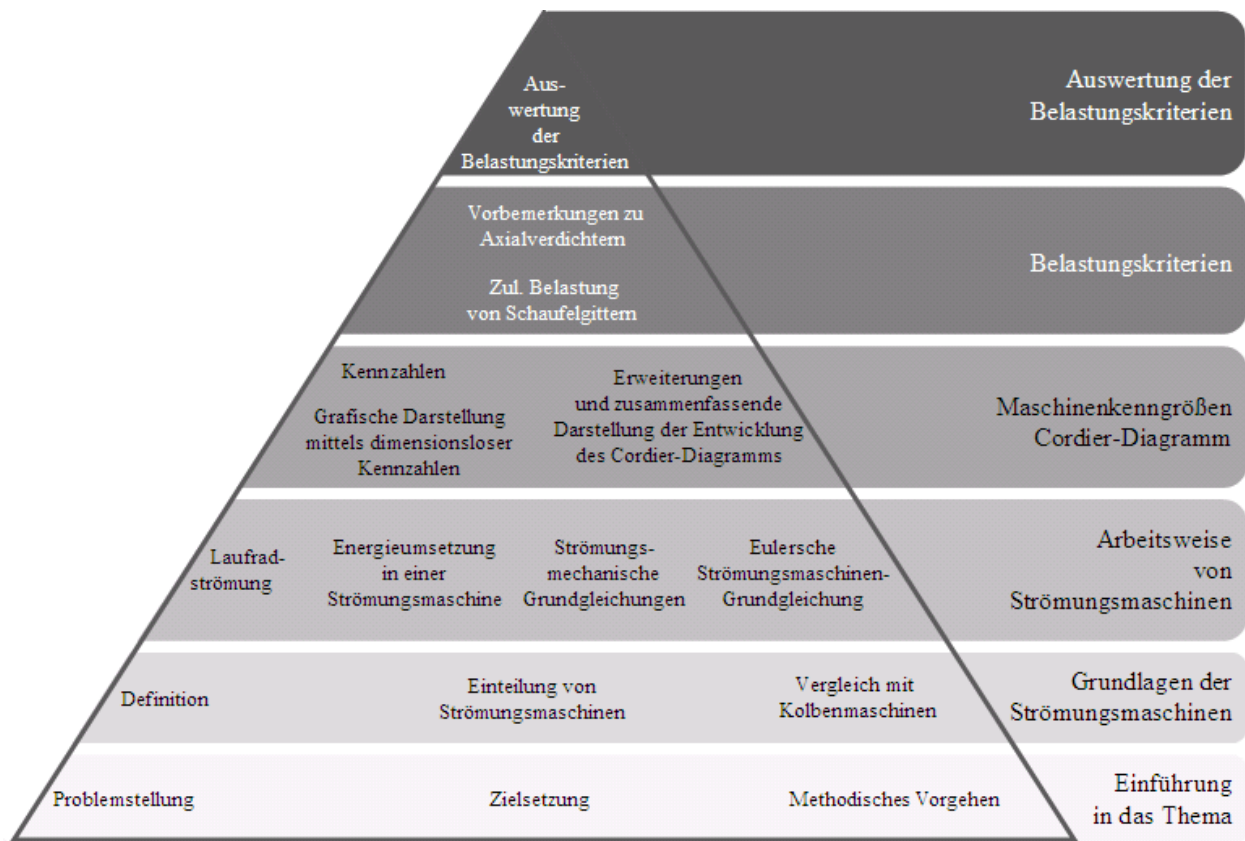 Aus-
wertung
der
Belastungskriterien
Auswertung der
Belastungskriterien
Vorbemerkungen zu
Axialverdichtern
Zul. Belastung
von Schaufelgittern
Belastungskriterien
Kennzahlen
Grafische Darstellung
mittels dimensionsloser
Kennzahlen
Erweiterungen
und zusammenfassende
Darstellung der Entwicklung
des Cordier-Diagramms
Maschinenkenngrößen
Cordier-Diagramm
Laufrad-
strömung
Energieumsetzung
in einer
Strömungsmaschine
Strömungs-
mechanische
Grundgleichungen
Eulersche
Strömungsmaschinen-
Grundgleichung
Arbeitsweise
von
Strömungsmaschinen
Definition
Einteilung von
Strömungsmaschinen
Vergleich mit
Kolbenmaschinen
Grundlagen der
Strömungsmaschinen
Problemstellung
Zielsetzung
Methodisches Vorgehen
Einführung
in das Thema